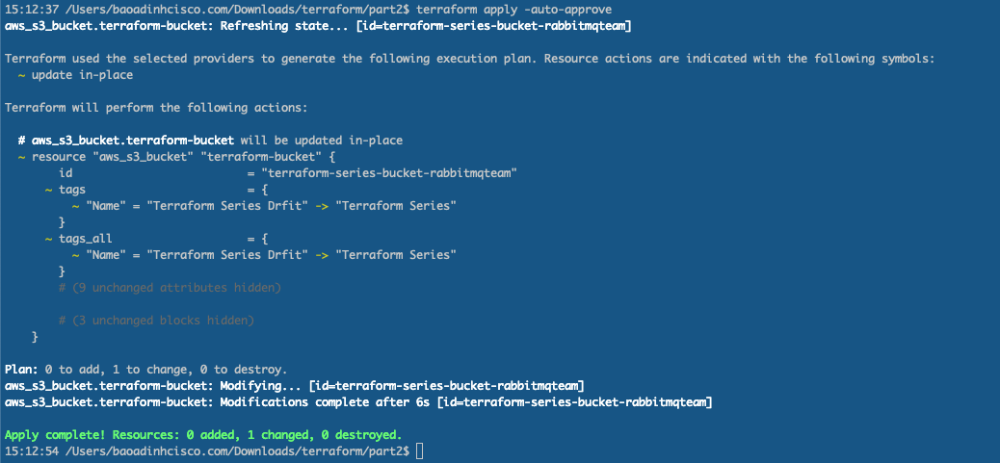 15:12:37 /Users/baoadinhcisco.com/Downloads/terraform/part2$ terraform apply -auto-approve
aws_s3_bucket.terraform-bucket: Refreshing state... [id=terraform-series-bucket-rabbitmqteam]
Terraform used the selected providers to generate the following execution plan. Resource actions are indicated with the following symbols:
~ update in-place
Terraform will perform the following actions:
# aws_s3_bucket.terraform-bucket will be updated in-place
~ resource "aws_s3_bucket" "terraform-bucket" {
id = "terraform-series-bucket-rabbitmqteam"
~ tags = {
~ "Name" = "Terraform Series Drfit" -> "Terraform Series"
}
~ tags_all = {
~ "Name" = "Terraform Series Drfit" -> "Terraform Series"
}
# (9 unchanged attributes hidden)
# (3 unchanged blocks hidden)
}
Plan: 0 to add, 1 to change, 0 to destroy.
aws_s3_bucket.terraform-bucket: Modifying... [id=terraform-series-bucket-rabbitmqteam]
aws_s3_bucket.terraform-bucket: Modifications complete after 6s [id=terraform-series-bucket-rabbitmqteam]
Apply complete! Resources: 0 added, 1 changed, 0 destroyed.
15:12:54 /Users/baoadinhcisco.com/Downloads/terraform/part2$